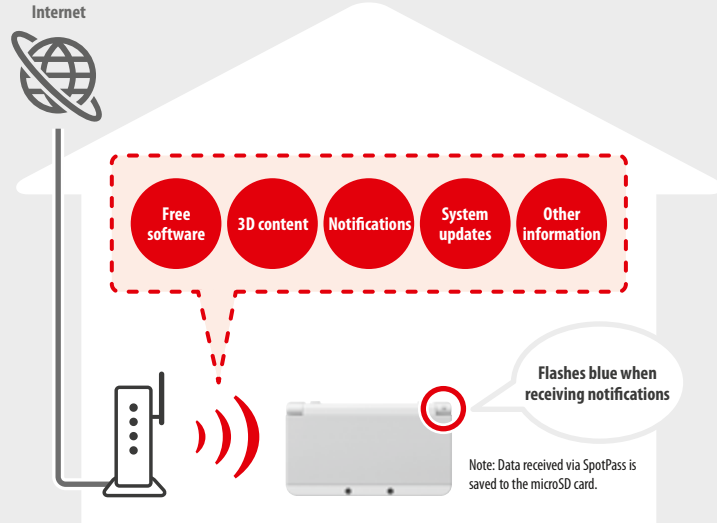 Internet
Free
software
3D content
Notifications
System
updates
Other
information
Flashes blue when
receiving notifications
Note: Data received via SpotPass is
saved to the microSD card.